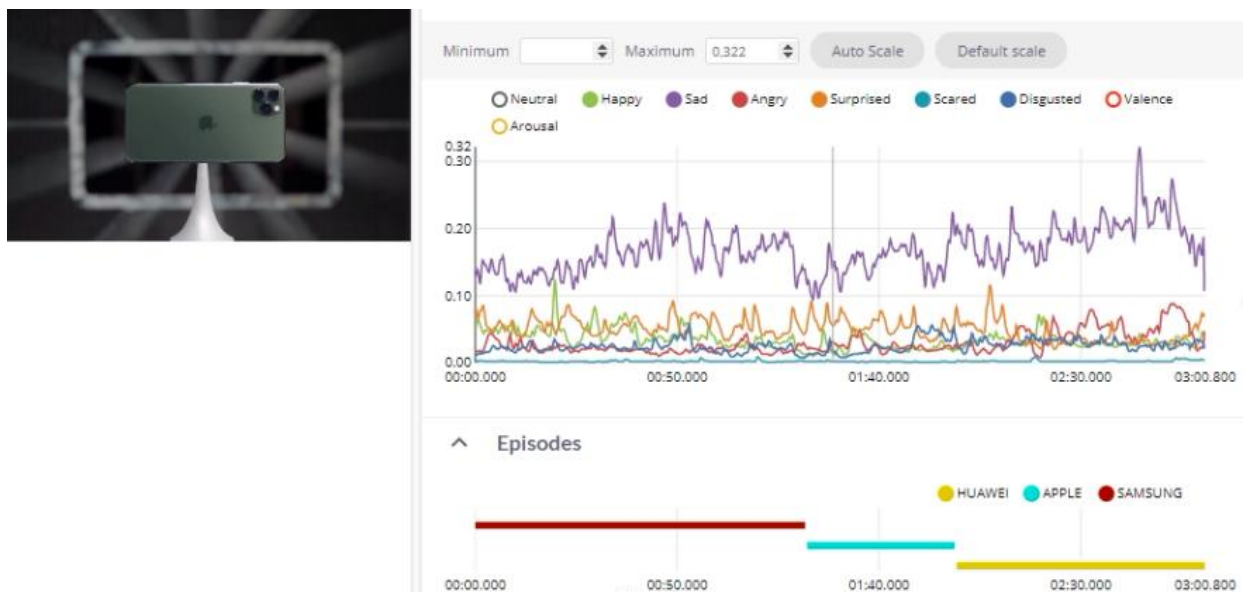 Minimum Maximum 0.322 Auto Scale Default scale
Neutral Happy Sad Angry Surprised Scared Disgusted Valence
Arousal
0.32
0.30
0.20
0.10
0.00
00:00.000 00:50.000 01:40.000 02:30.000 03:00.800
Episodes
HUAWEI APPLE SAMSUNG
00:00.000 00:50.000 01:40.000 02:30.000 03:00.800